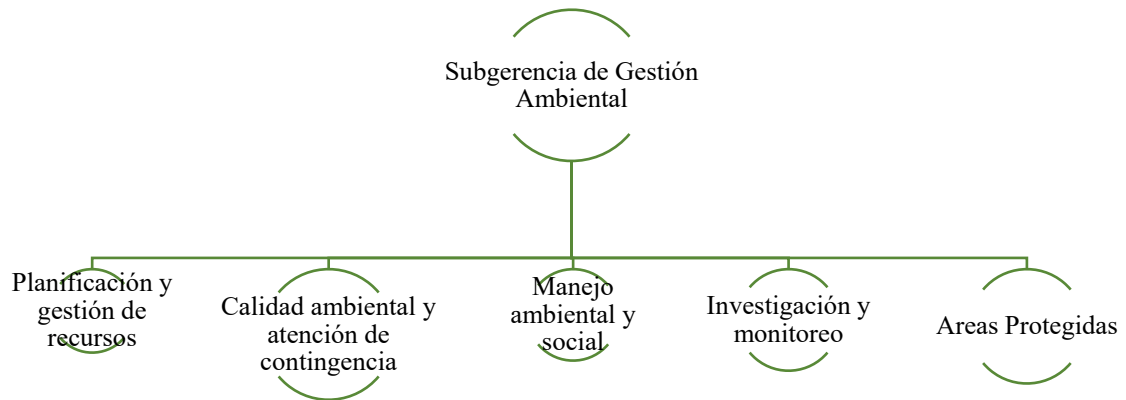 Subgerencia de Gestión
Ambiental
Planificación y
gestión de
recursos
Calidad ambiental y
atención de
contingencia
Manejo
ambiental y
social
Investigación y
monitoreo
Areas Protegidas